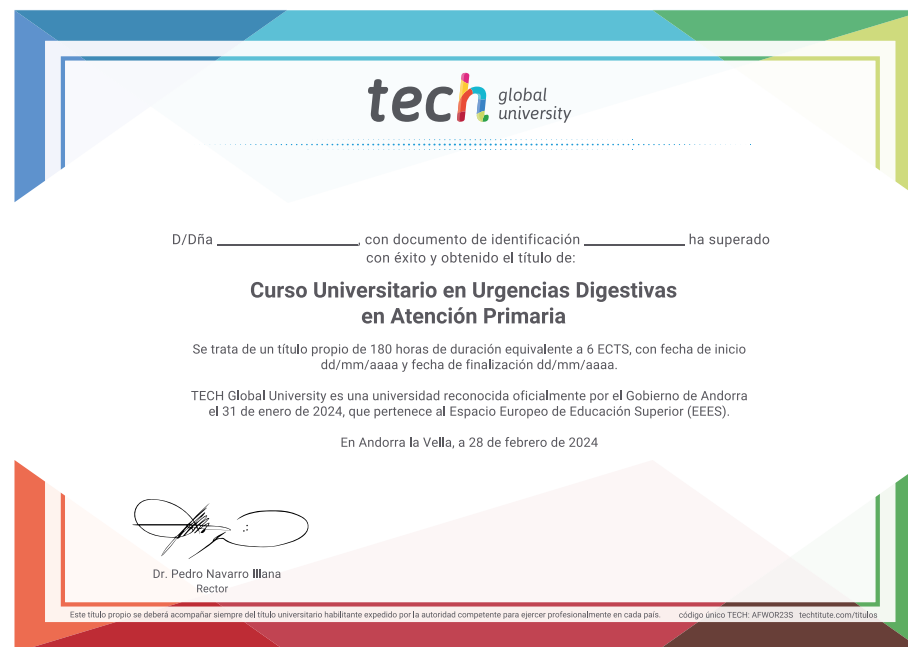 tech global university
D/Dña ____________, con documento de identificación ____________ ha superado
con éxito y obtenido el título de:
Curso Universitario en Urgencias Digestivas
en Atención Primaria
Se trata de un título propio de 180 horas de duración equivalente a 6 ECTS, con fecha de inicio
dd/mm/aaaa y fecha de finalización dd/mm/aaaa.
TECH Global University es una universidad reconocida oficialmente por el Gobierno de Andorra
el 31 de enero de 2024, que pertenece al Espacio Europeo de Educación Superior (EEES).
En Andorra la Vella, a 28 de febrero de 2024
Dr. Pedro Navarro Illana
Rector
Este título propio se deberá acompañar siempre del título universitario habilitante expedido por la autoridad competente para ejercer profesionalmente en cada país. código único TECH: AFWOR23S techtitute.com/titulos